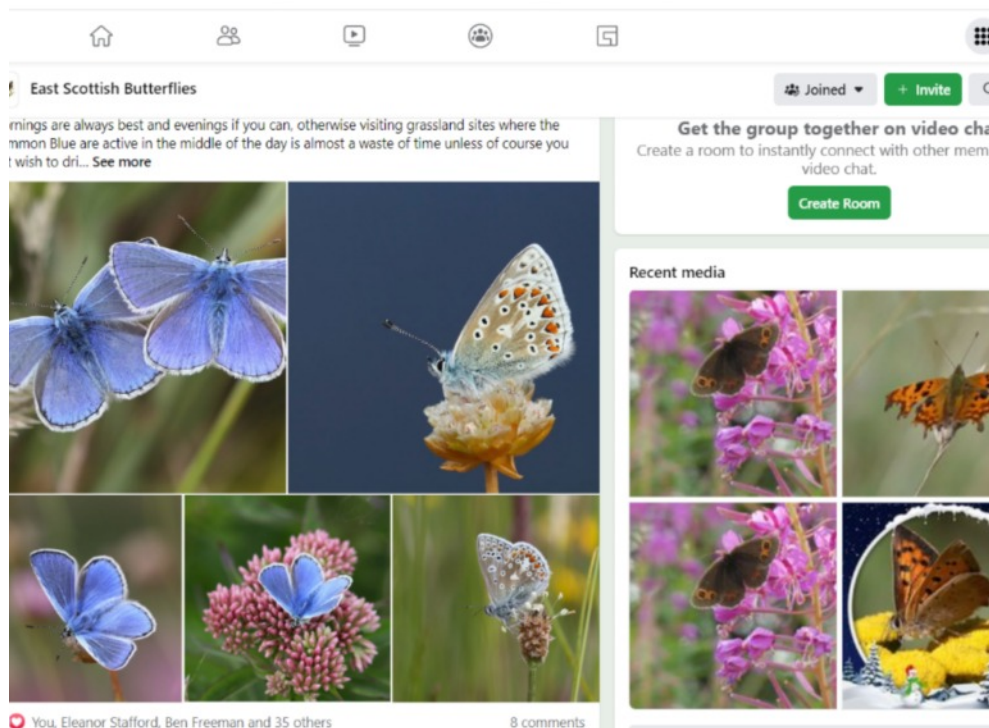 East Scottish Butterflies
Joined
+ Invite
rnings are always best and evenings if you can, otherwise visiting grassland sites where the
mmon Blue are active in the middle of the day is almost a waste of time unless of course you
t wish to dri... See more
Get the group together on video cha
Create a room to instantly connect with other mem
video chat.
Create Room
Recent media
You, Eleanor Stafford, Ben Freeman and 35 others
8 comments